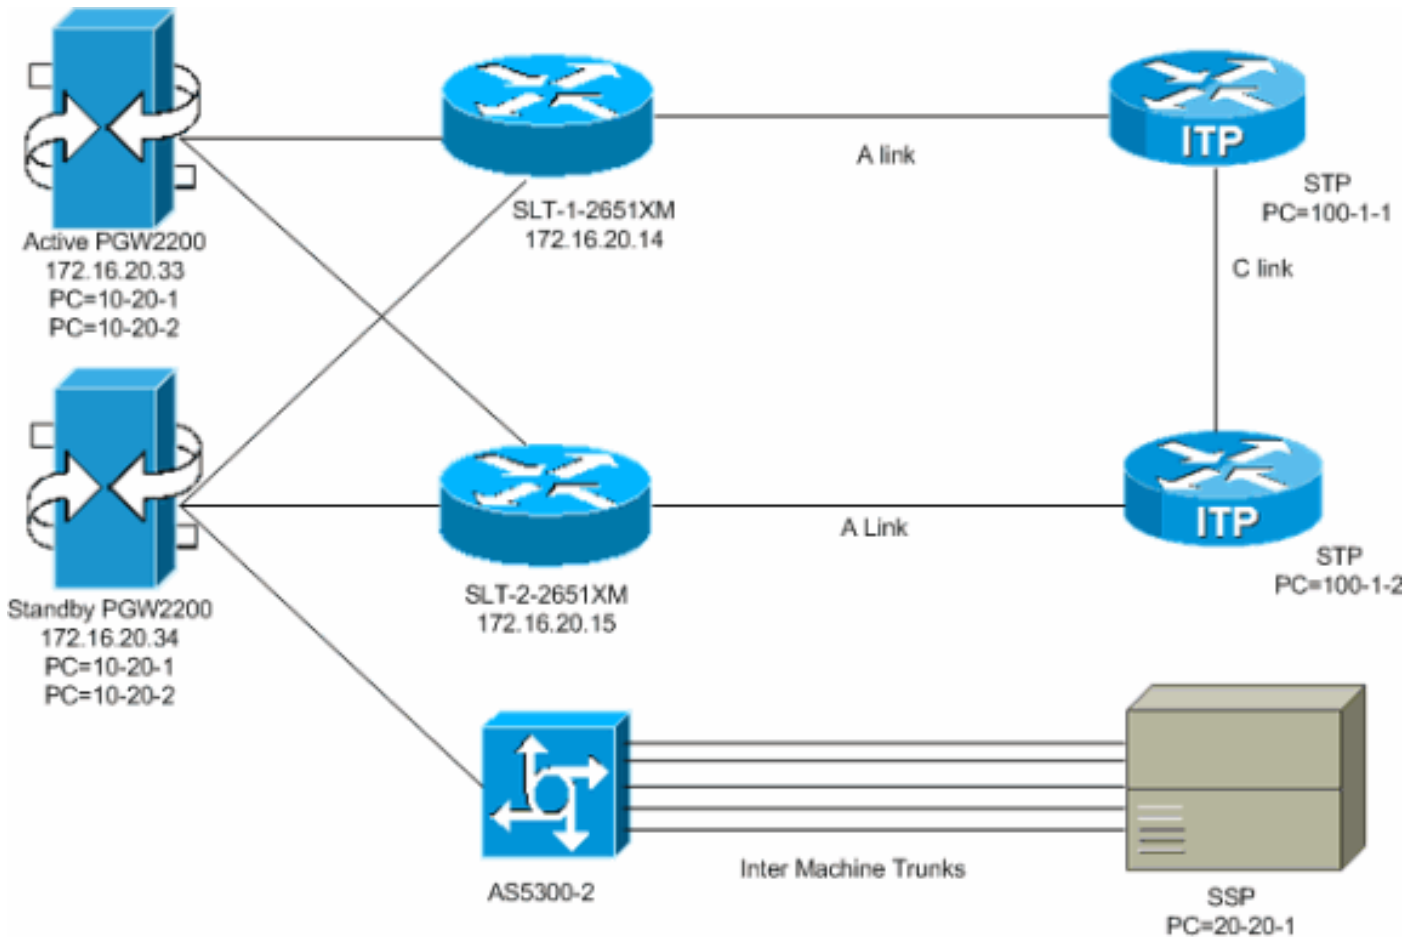 ITP
A link
STP
PC=100-1-1
SLT-1-2651XM
172.16.20.14
Active PGW2200
172.16.20.33
PC=10-20-1
PC=10-20-2
C link
ITP
A Link
STP
PC=100-1-2
SLT-2-2651XM
172.16.20.15
Standby PGW2200
172.16.20.34
PC=10-20-1
PC=10-20-2
Inter Machine Trunks
AS5300-2
SSP
PC=20-20-1